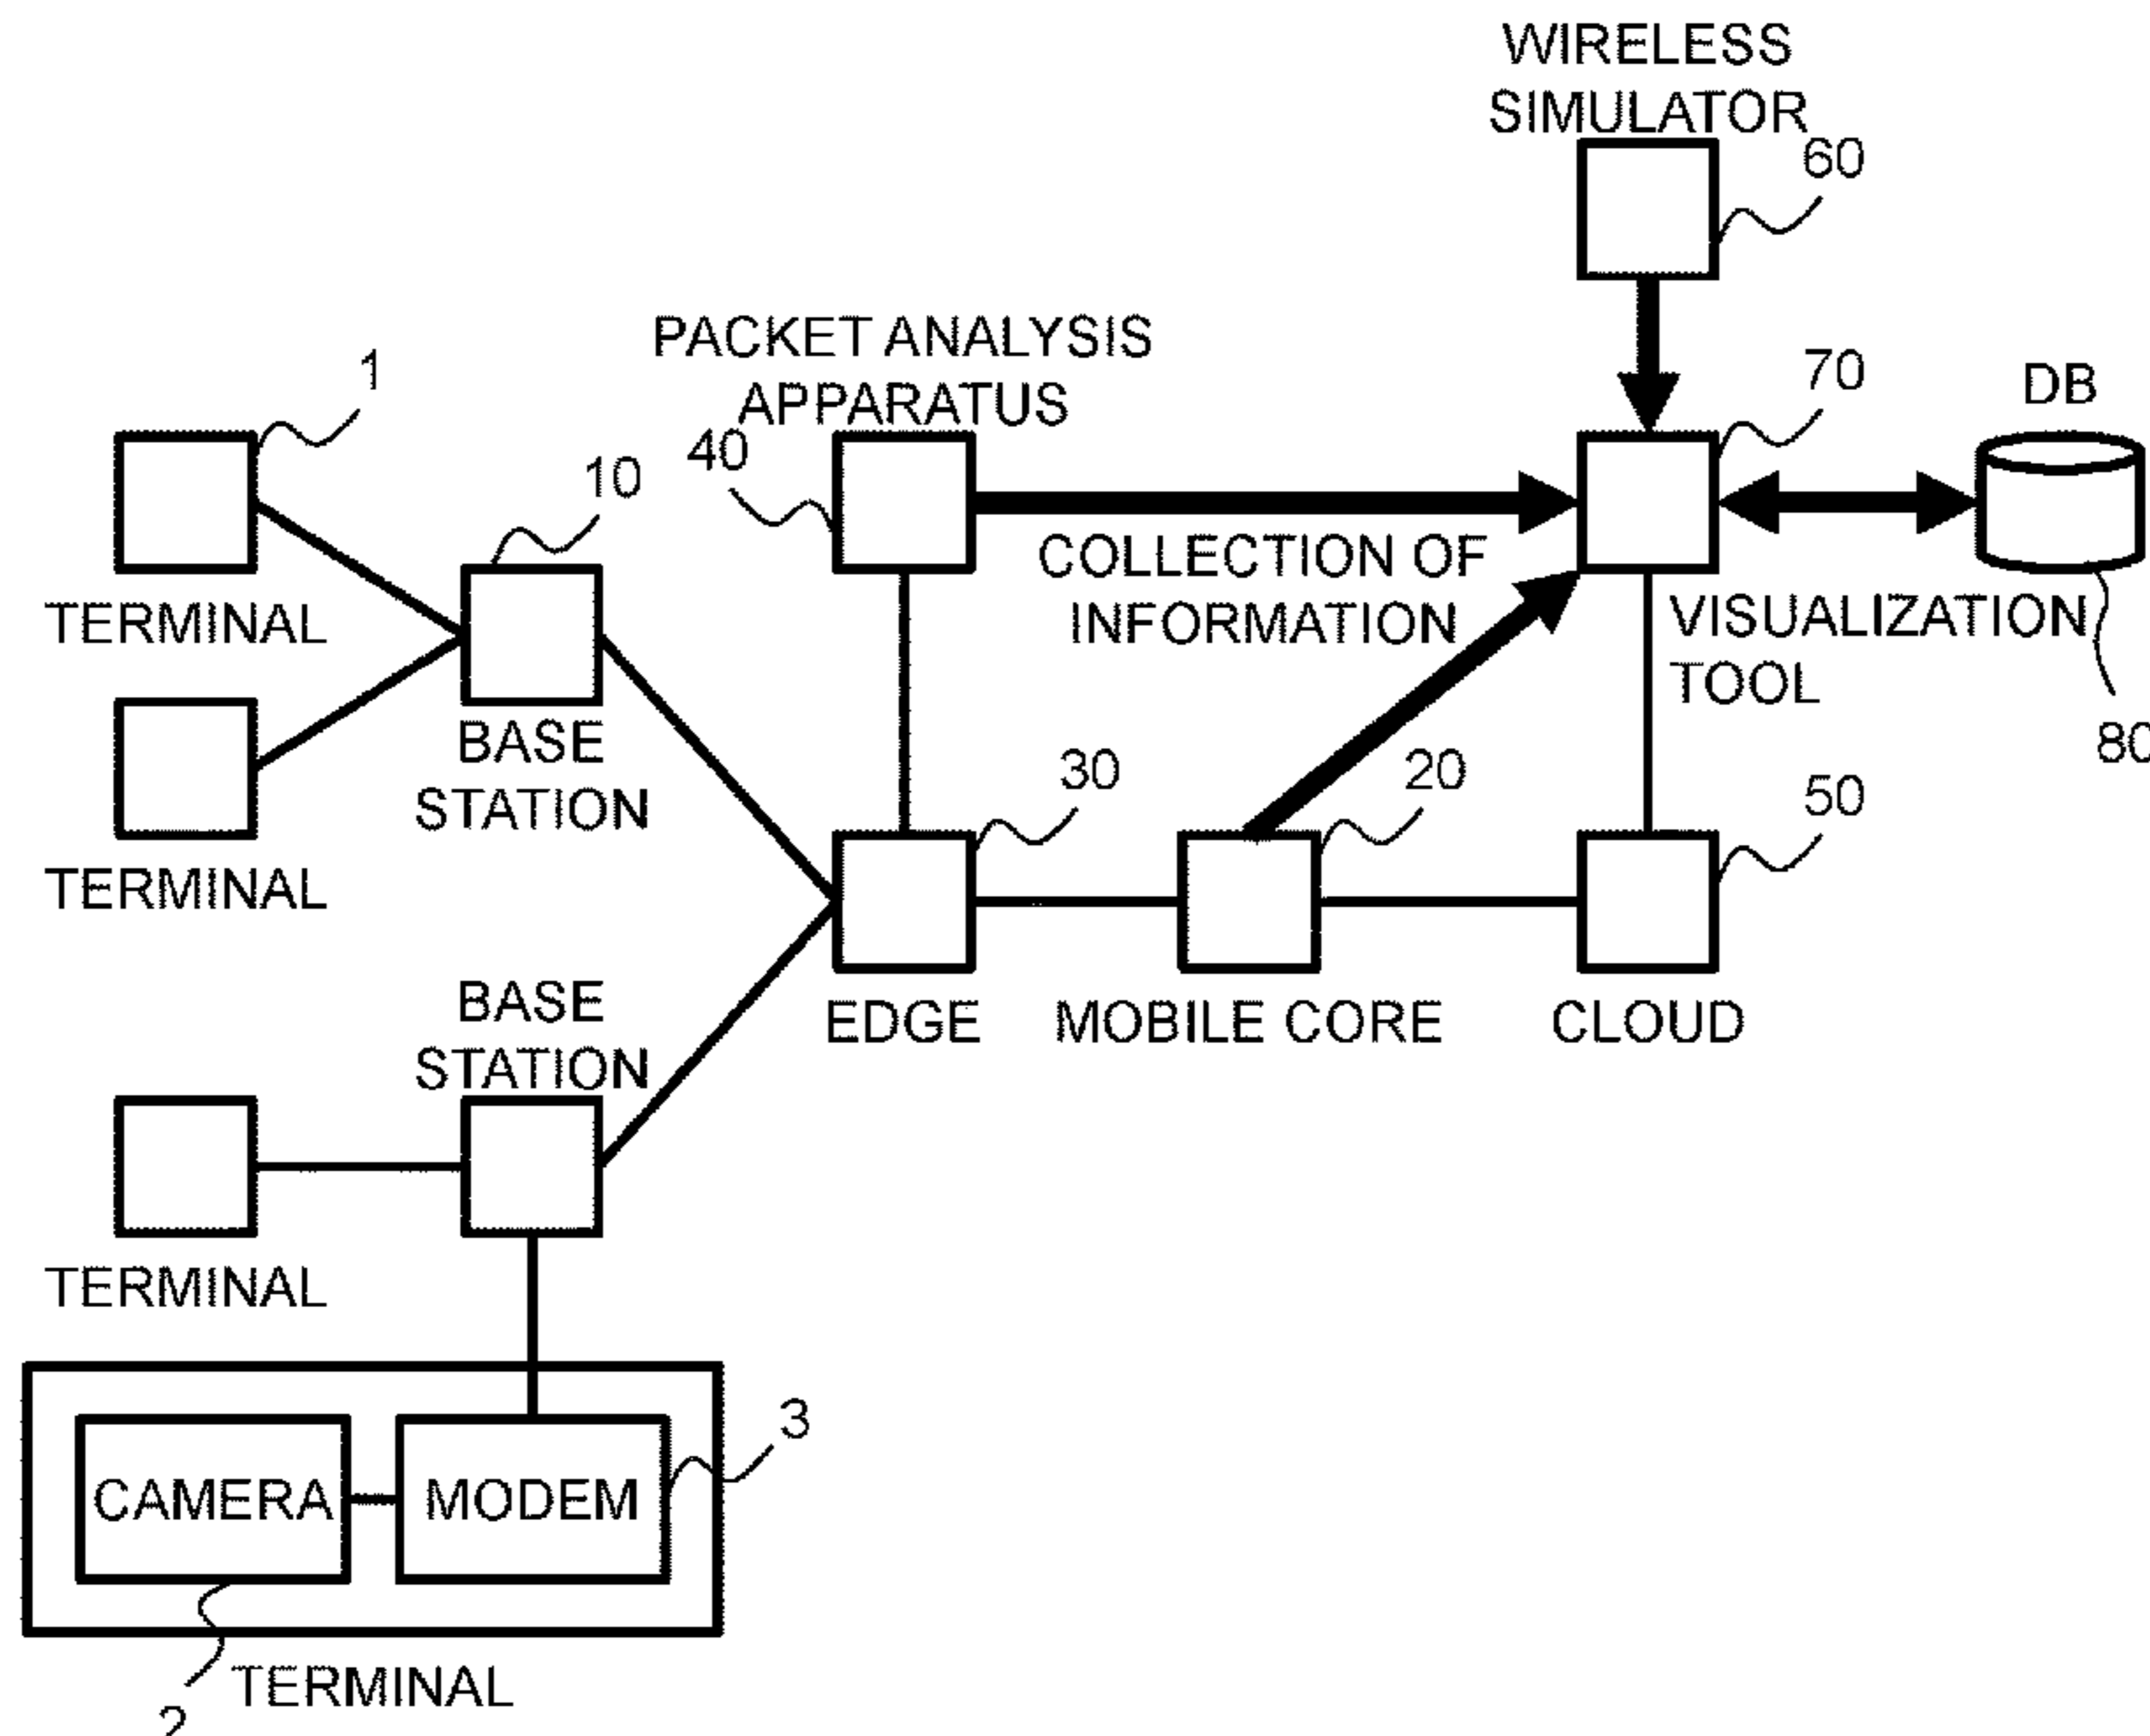 WIRELESS
SIMULATOR
60
PACKET ANALYSIS
APPARATUS
40
1
10
70
DB
TERMINAL
COLLECTION OF
INFORMATION
VISUALIZATION
TOOL
80
BASE
STATION
TERMINAL
30
20
50
EDGE
MOBILE CORE
CLOUD
BASE
STATION
TERMINAL
CAMERA
MODEM
3
TERMINAL
2